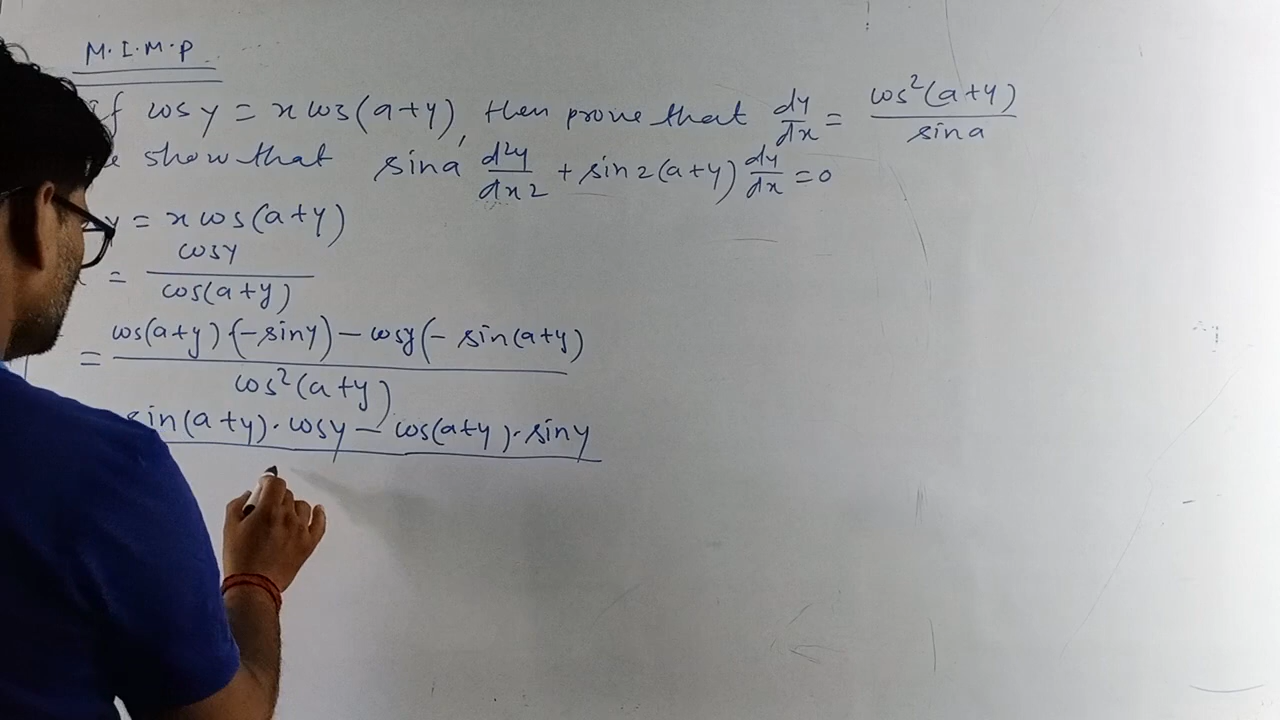 M.I.M.P
If cos y = x cos(a+y), then prove that dy/dx = cos²(a+y)/sin a
show that sin a d²y/dx² + sin 2(a+y) dy/dx = 0
y = x cos(a+y)
= cos y/cos(a+y)
= cos(a+y)(-sin y) - cos y(-sin(a+y)/cos²(a+y)
sin(a+y)·cos y - cos(a+y)·sin y